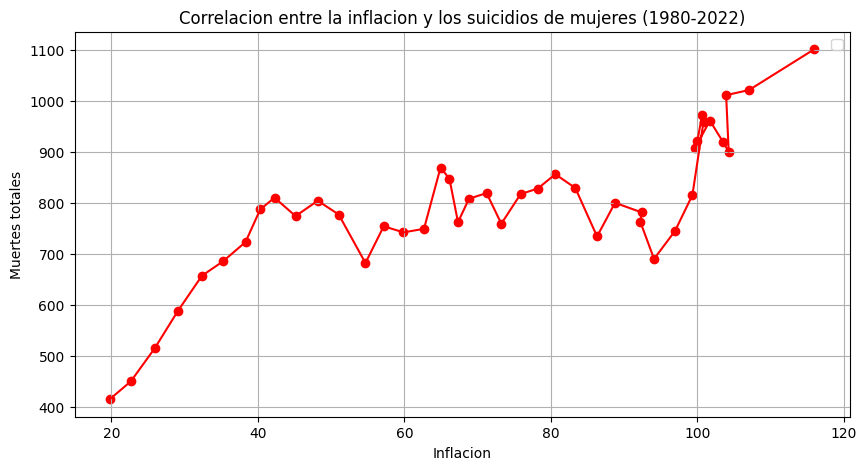 Correlacion entre la inflacion y los suicidios de mujeres (1980-2022)
1100
1000
900
800
700
600
500
400
Muertes totales
20 40 60 80 100 120
Inflacion